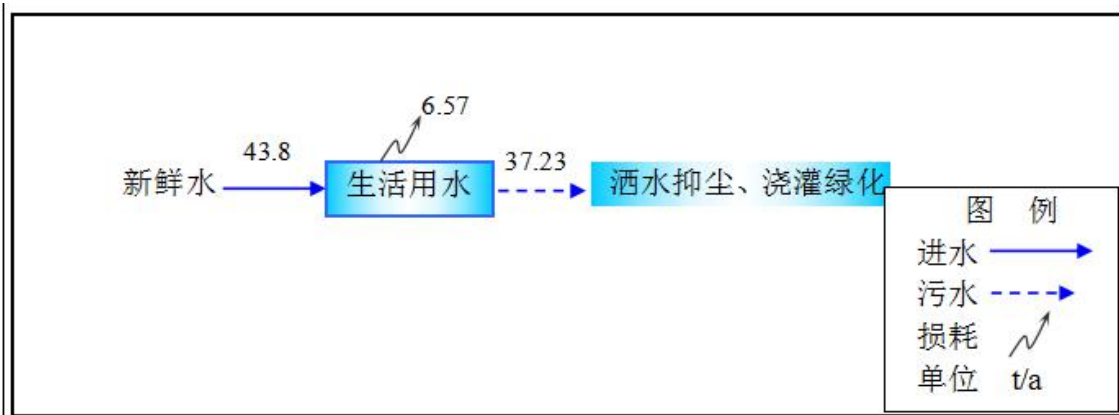 6.57
43.8
37.23
新鲜水
生活用水
洒水抑尘、浇灌绿化
图 例
进水
污水
损耗
单位 t/a